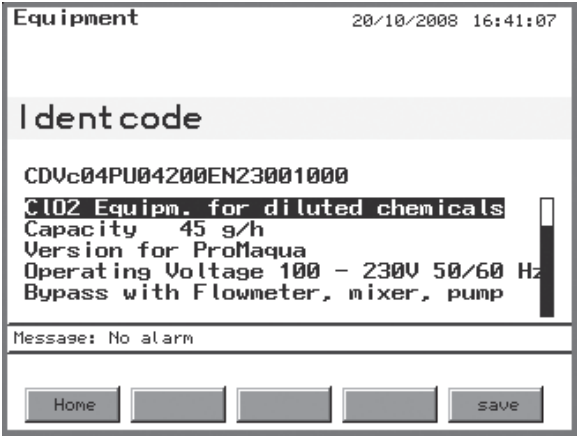 Equipment 20/10/2008 16:41:07
Identcode
CDVc04PU04200EN23001000
ClO2 Equipm. for diluted chemicals
Capacity 45 g/h
Version for ProMaqua
Operating Voltage 100 - 230V 50/60 Hz
Bypass with Flowmeter, mixer, pump
Message: No alarm
Home save